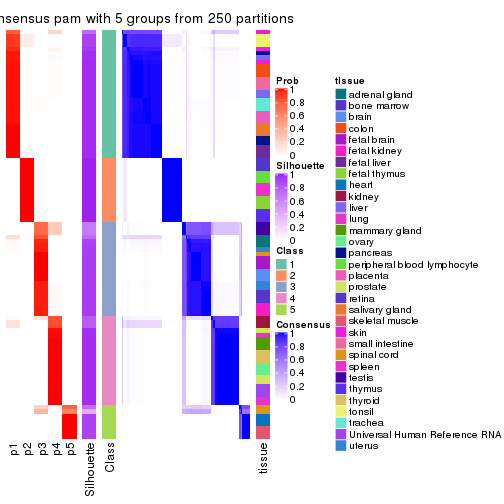 nsensus pam with 5 groups from 250 partitions
Prob
1
0.8
0.6
0.4
0.2
0
Silhouette
1
0.8
0.6
0.4
0.2
0
Class
1
2
3
4
5
Consensus
1
0.8
0.6
0.4
0.2
0
tissue
adrenal gland
bone marrow
brain
colon
fetal brain
fetal kidney
fetal liver
fetal thymus
heart
kidney
liver
lung
mammary gland
ovary
pancreas
peripheral blood lymphocyte
placenta
prostate
retina
salivary gland
skeletal muscle
skin
small intestine
spinal cord
spleen
testis
thymus
thyroid
tonsil
trachea
Universal Human Reference RNA
uterus
p1
p2
p3
p4
p5
Silhouette
Class
tissue